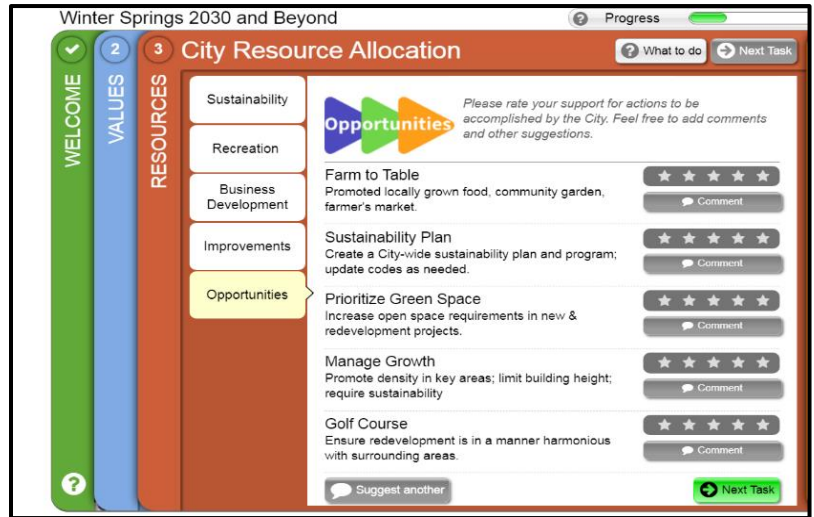 Winter Springs 2030 and Beyond
? Progress
WELCOME
?
2
VALUES
3
RESOURCES
City Resource Allocation
? What to do
Next Task
Sustainability
Recreation
Business
Development
Improvements
Opportunities
Opportunities
Please rate your support for actions to be
accomplished by the City. Feel free to add comments
and other suggestions.
Farm to Table
Promoted locally grown food, community garden,
farmer's market.
Comment
Sustainability Plan
Create a City-wide sustainability plan and program;
update codes as needed.
Comment
Prioritize Green Space
Increase open space requirements in new &
redevelopment projects.
Comment
Manage Growth
Promote density in key areas; limit building height;
require sustainability
Comment
Golf Course
Ensure redevelopment is in a manner harmonious
with surrounding areas.
Comment
Suggest another
Next Task